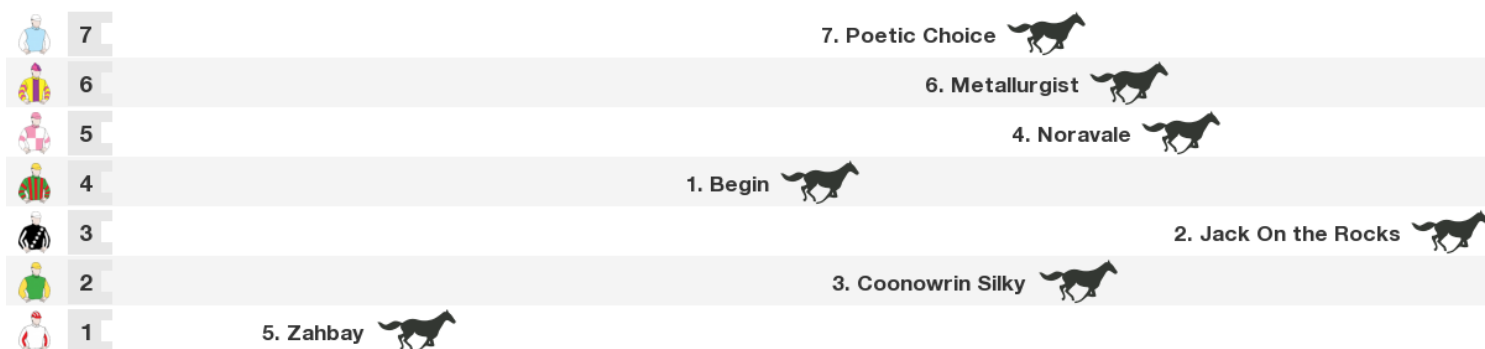 7 7. Poetic Choice
6 6. Metallurgist
5 4. Noravale
4 1. Begin
3 2. Jack On the Rocks
2 3. Coonowrin Silky
1 5. Zahbay